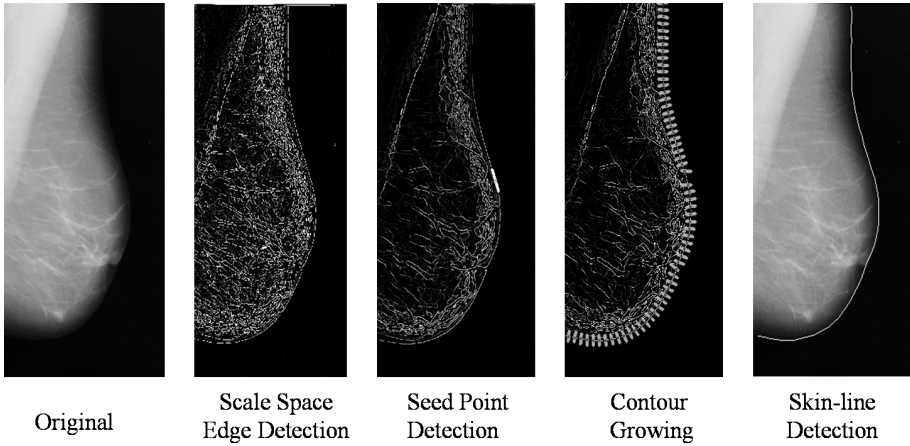 Original
Scale Space
Edge Detection
Seed Point
Detection
Contour
Growing
Skin-line
Detection